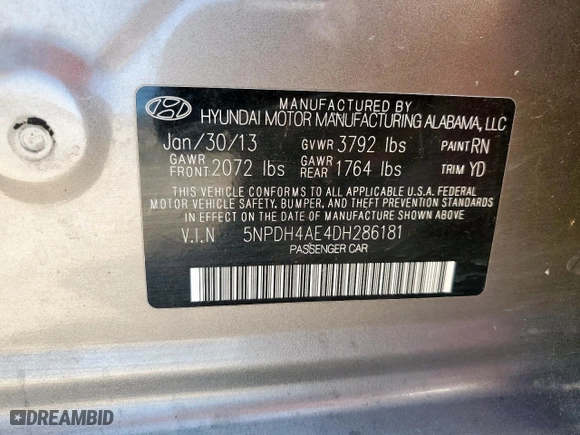 MANUFACTURED BY
HYUNDAI MOTOR MANUFACTURING ALABAMA, LLC
Jan/30/13 GVWR 3792 lbs PAINT RN
GAWR FRONT 2072 lbs GAWR REAR 1764 lbs TRIM YD
THIS VEHICLE CONFORMS TO ALL APPLICABLE U.S.A. FEDERAL
MOTOR VEHICLE SAFETY, BUMPER, AND THEFT PREVENTION STANDARDS
IN EFFECT ON THE DATE OF MANUFACTURE SHOWN ABOVE.
V.I.N 5NPDH4AE4DH286181
PASSENGER CAR
DREAMBID